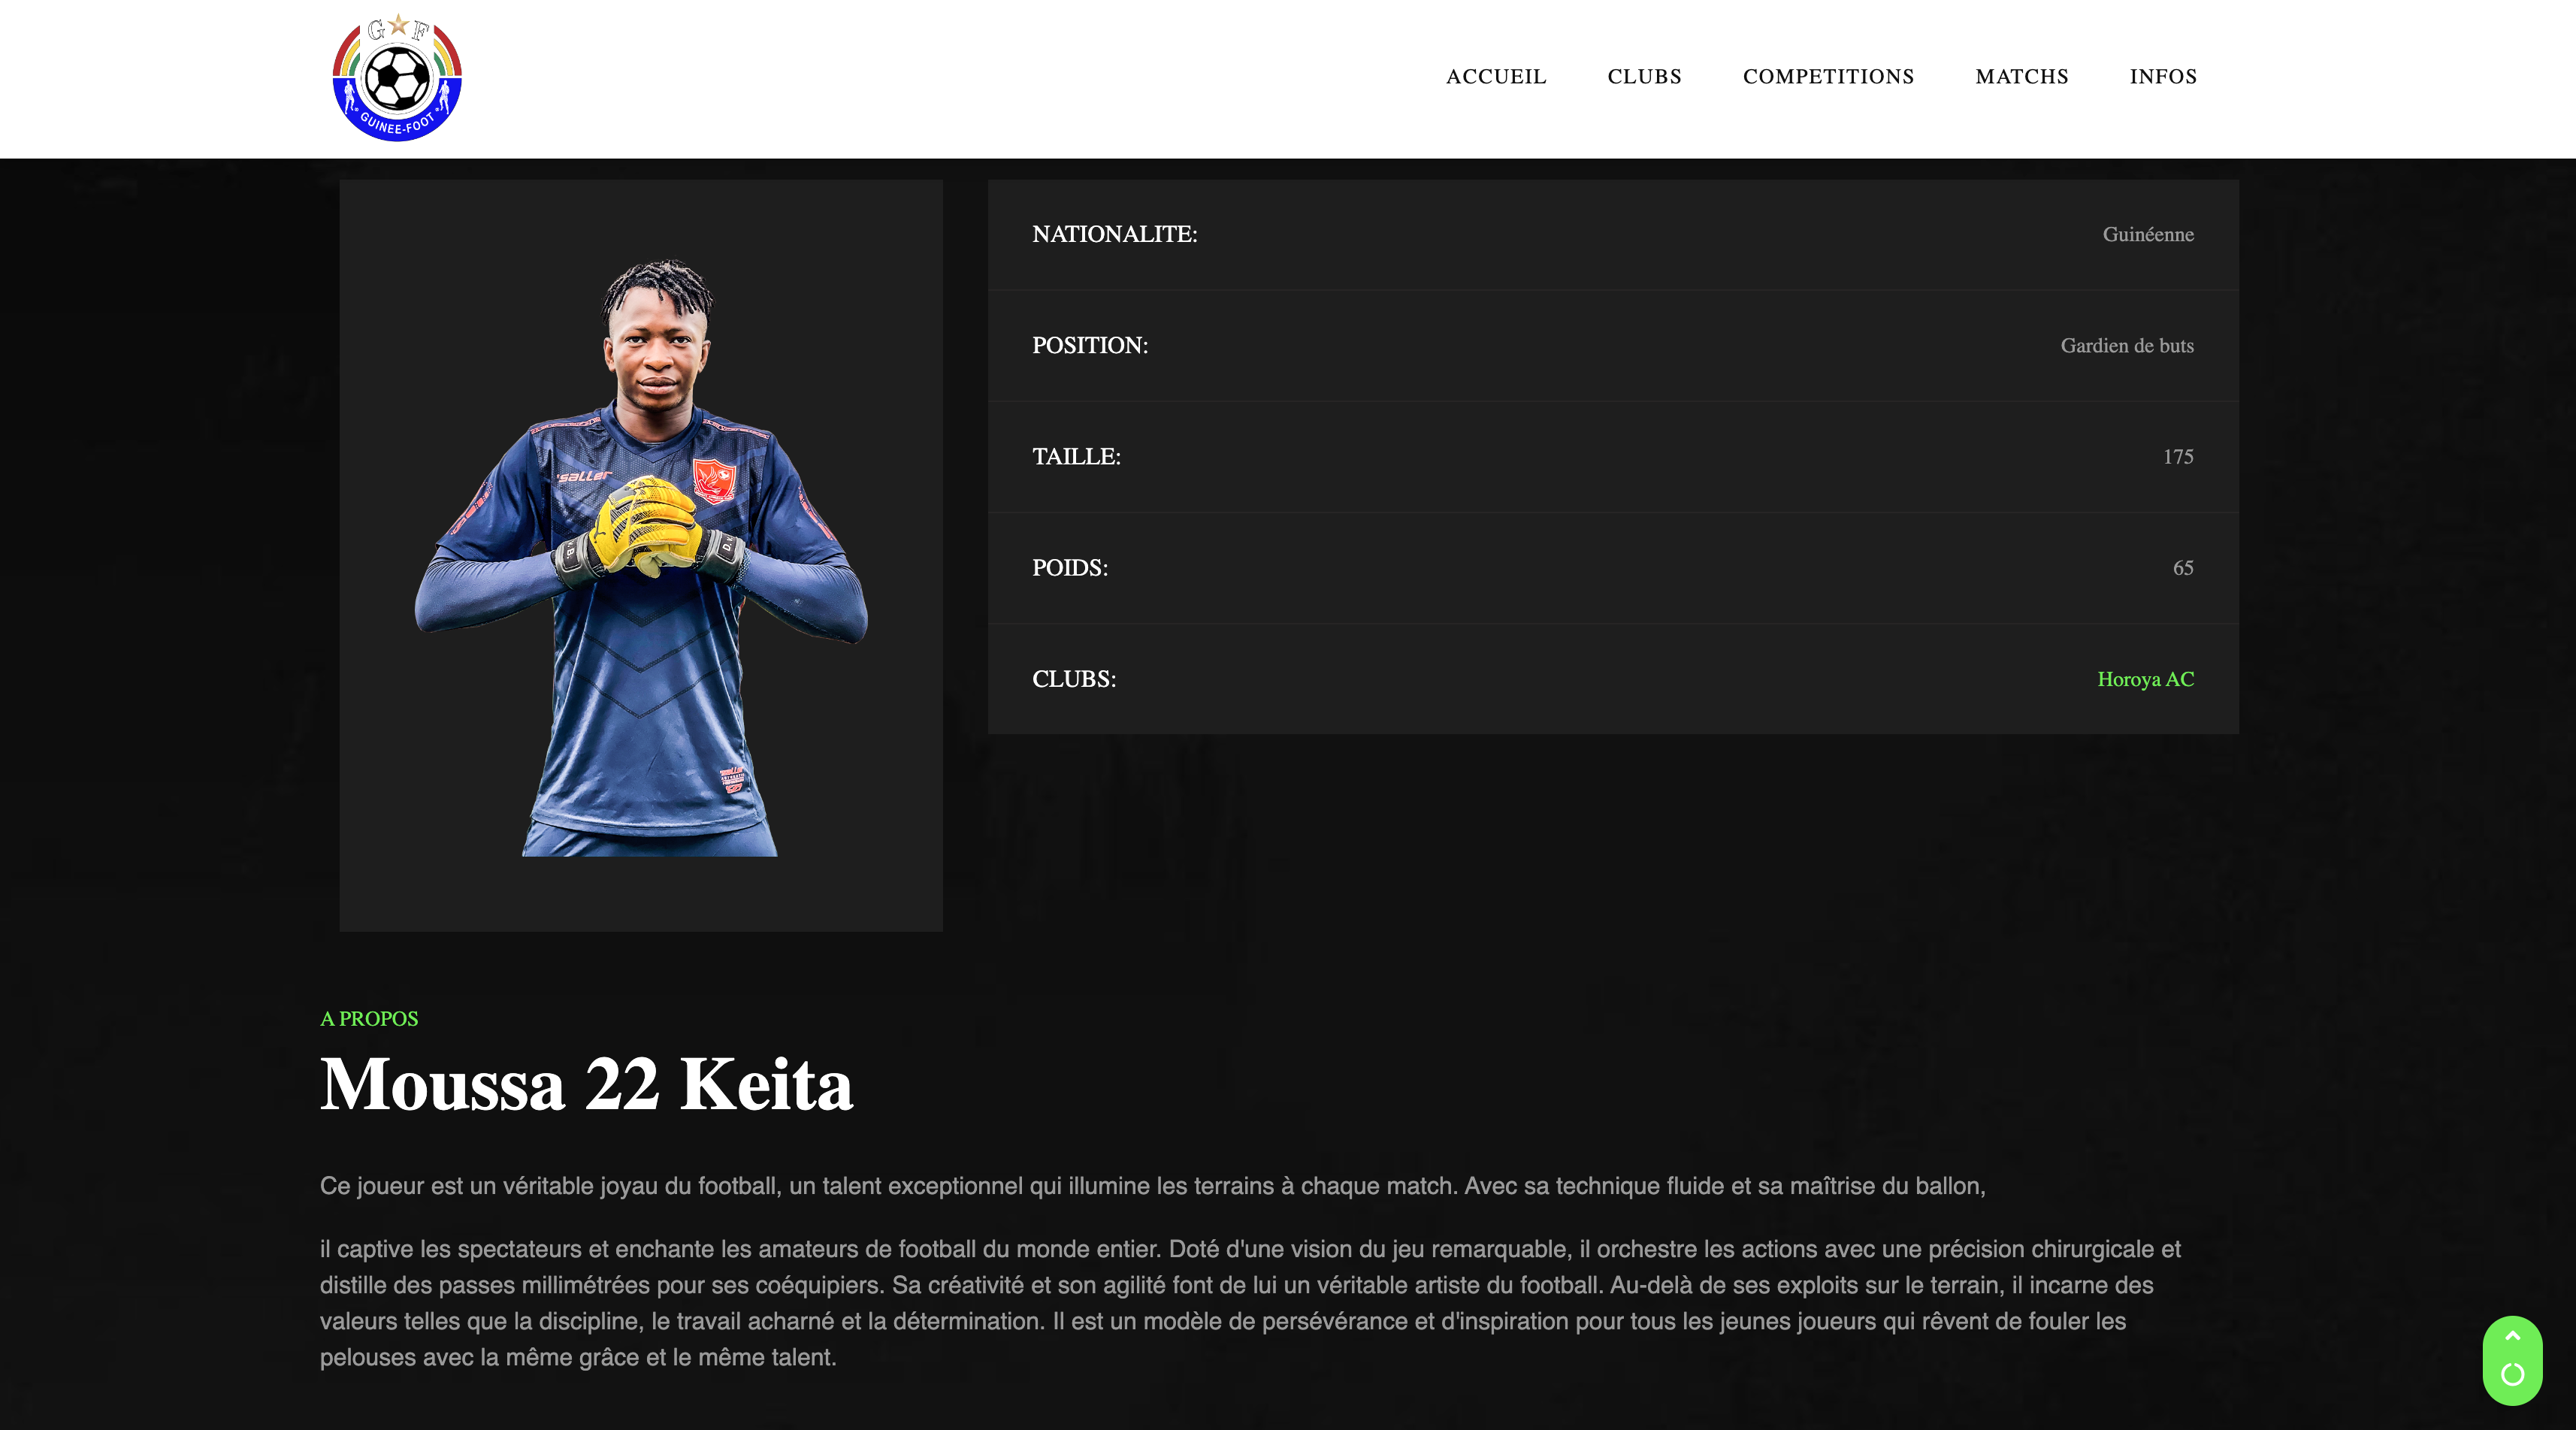 G F
GUINEE-FOOT
ACCUEIL CLUBS COMPETITIONS MATCHS INFOS
NATIONALITE: Guinéenne
POSITION: Gardien de buts
TAILLE: 175
POIDS: 65
CLUBS: Horoya AC
saller
A PROPOS
Moussa 22 Keita
Ce joueur est un véritable joyau du football, un talent exceptionnel qui illumine les terrains à chaque match. Avec sa technique fluide et sa maîtrise du ballon,
il captive les spectateurs et enchante les amateurs de football du monde entier. Doté d'une vision du jeu remarquable, il orchestre les actions avec une précision chirurgicale et
distille des passes millimétrées pour ses coéquipiers. Sa créativité et son agilité font de lui un véritable artiste du football. Au-delà de ses exploits sur le terrain, il incarne des
valeurs telles que la discipline, le travail acharné et la détermination. Il est un modèle de persévérance et d'inspiration pour tous les jeunes joueurs qui rêvent de fouler les
pelouses avec la même grâce et le même talent.